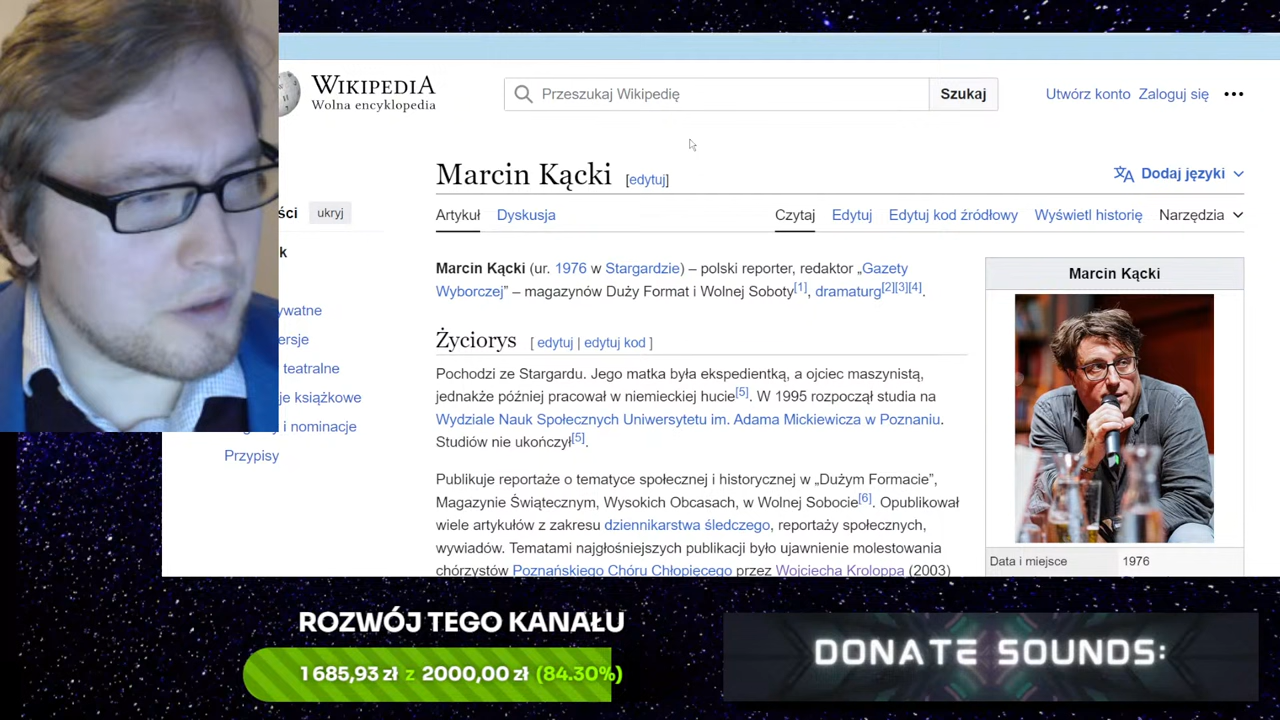 WIKIPEDIA
Wolna encyklopedia
Przeszukaj Wikipedię
Szukaj
Utwórz konto Zaloguj się
Marcin Kącki [edytuj]
Dodaj języki
ukryj
Artykuł Dyskusja
Czytaj Edytuj Edytuj kod źródłowy Wyświetl historię Narzędzia
teatralne
i nominacje
Przypisy
Marcin Kącki (ur. 1976 w Stargardzie) – polski reporter, redaktor „Gazety
Wyborczej” – magazynów Duży Format i Wolnej Soboty[1], dramaturg[2][3][4].
Życiorys [ edytuj | edytuj kod ]
Pochodzi ze Stargardu. Jego matka była ekspedientką, a ojciec maszynistą,
jednakże później pracował w niemieckiej hucie[5]. W 1995 rozpoczął studia na
Wydziale Nauk Społecznych Uniwersytetu im. Adama Mickiewicza w Poznaniu.
Studiów nie ukończył[5].
Publikuje reportaże o tematyce społecznej i historycznej w „Dużym Formacie”,
Magazynie Świątecznym, Wysokich Obcasach, w Wolnej Sobocie[6]. Opublikował
wiele artykułów z zakresu dziennikarstwa śledczego, reportaży społecznych,
wywiadów. Tematami najgłośniejszych publikacji było ujawnienie molestowania
chórzystów Poznańskiego Chóru Chłopięcego przez Wojciecha Kroloppa (2003)
Marcin Kącki
Data i miejsce 1976
ROZWÓJ TEGO KANAŁU
1 685,93 zł z 2000,00 zł (84.30%)
DONATE SOUNDS: